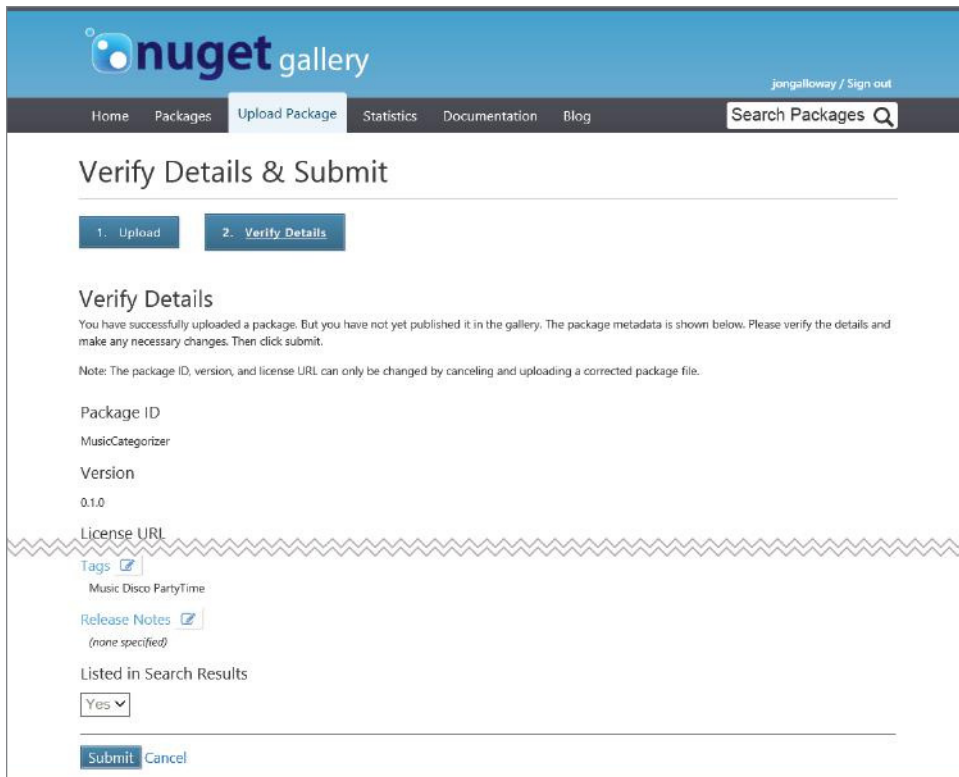 nuget gallery
jongalloway / Sign out
Home Packages Upload Package Statistics Documentation Blog Search Packages
Verify Details & Submit
1. Upload 2. Verify Details
Verify Details
You have successfully uploaded a package. But you have not yet published it in the gallery. The package metadata is shown below. Please verify the details and
make any necessary changes. Then click submit.
Note: The package ID, version, and license URL can only be changed by canceling and uploading a corrected package file.
Package ID
MusicCategorizer
Version
0.1.0
License URL
Tags
Music Disco PartyTime
Release Notes
(none specified)
Listed in Search Results
Yes
Submit Cancel